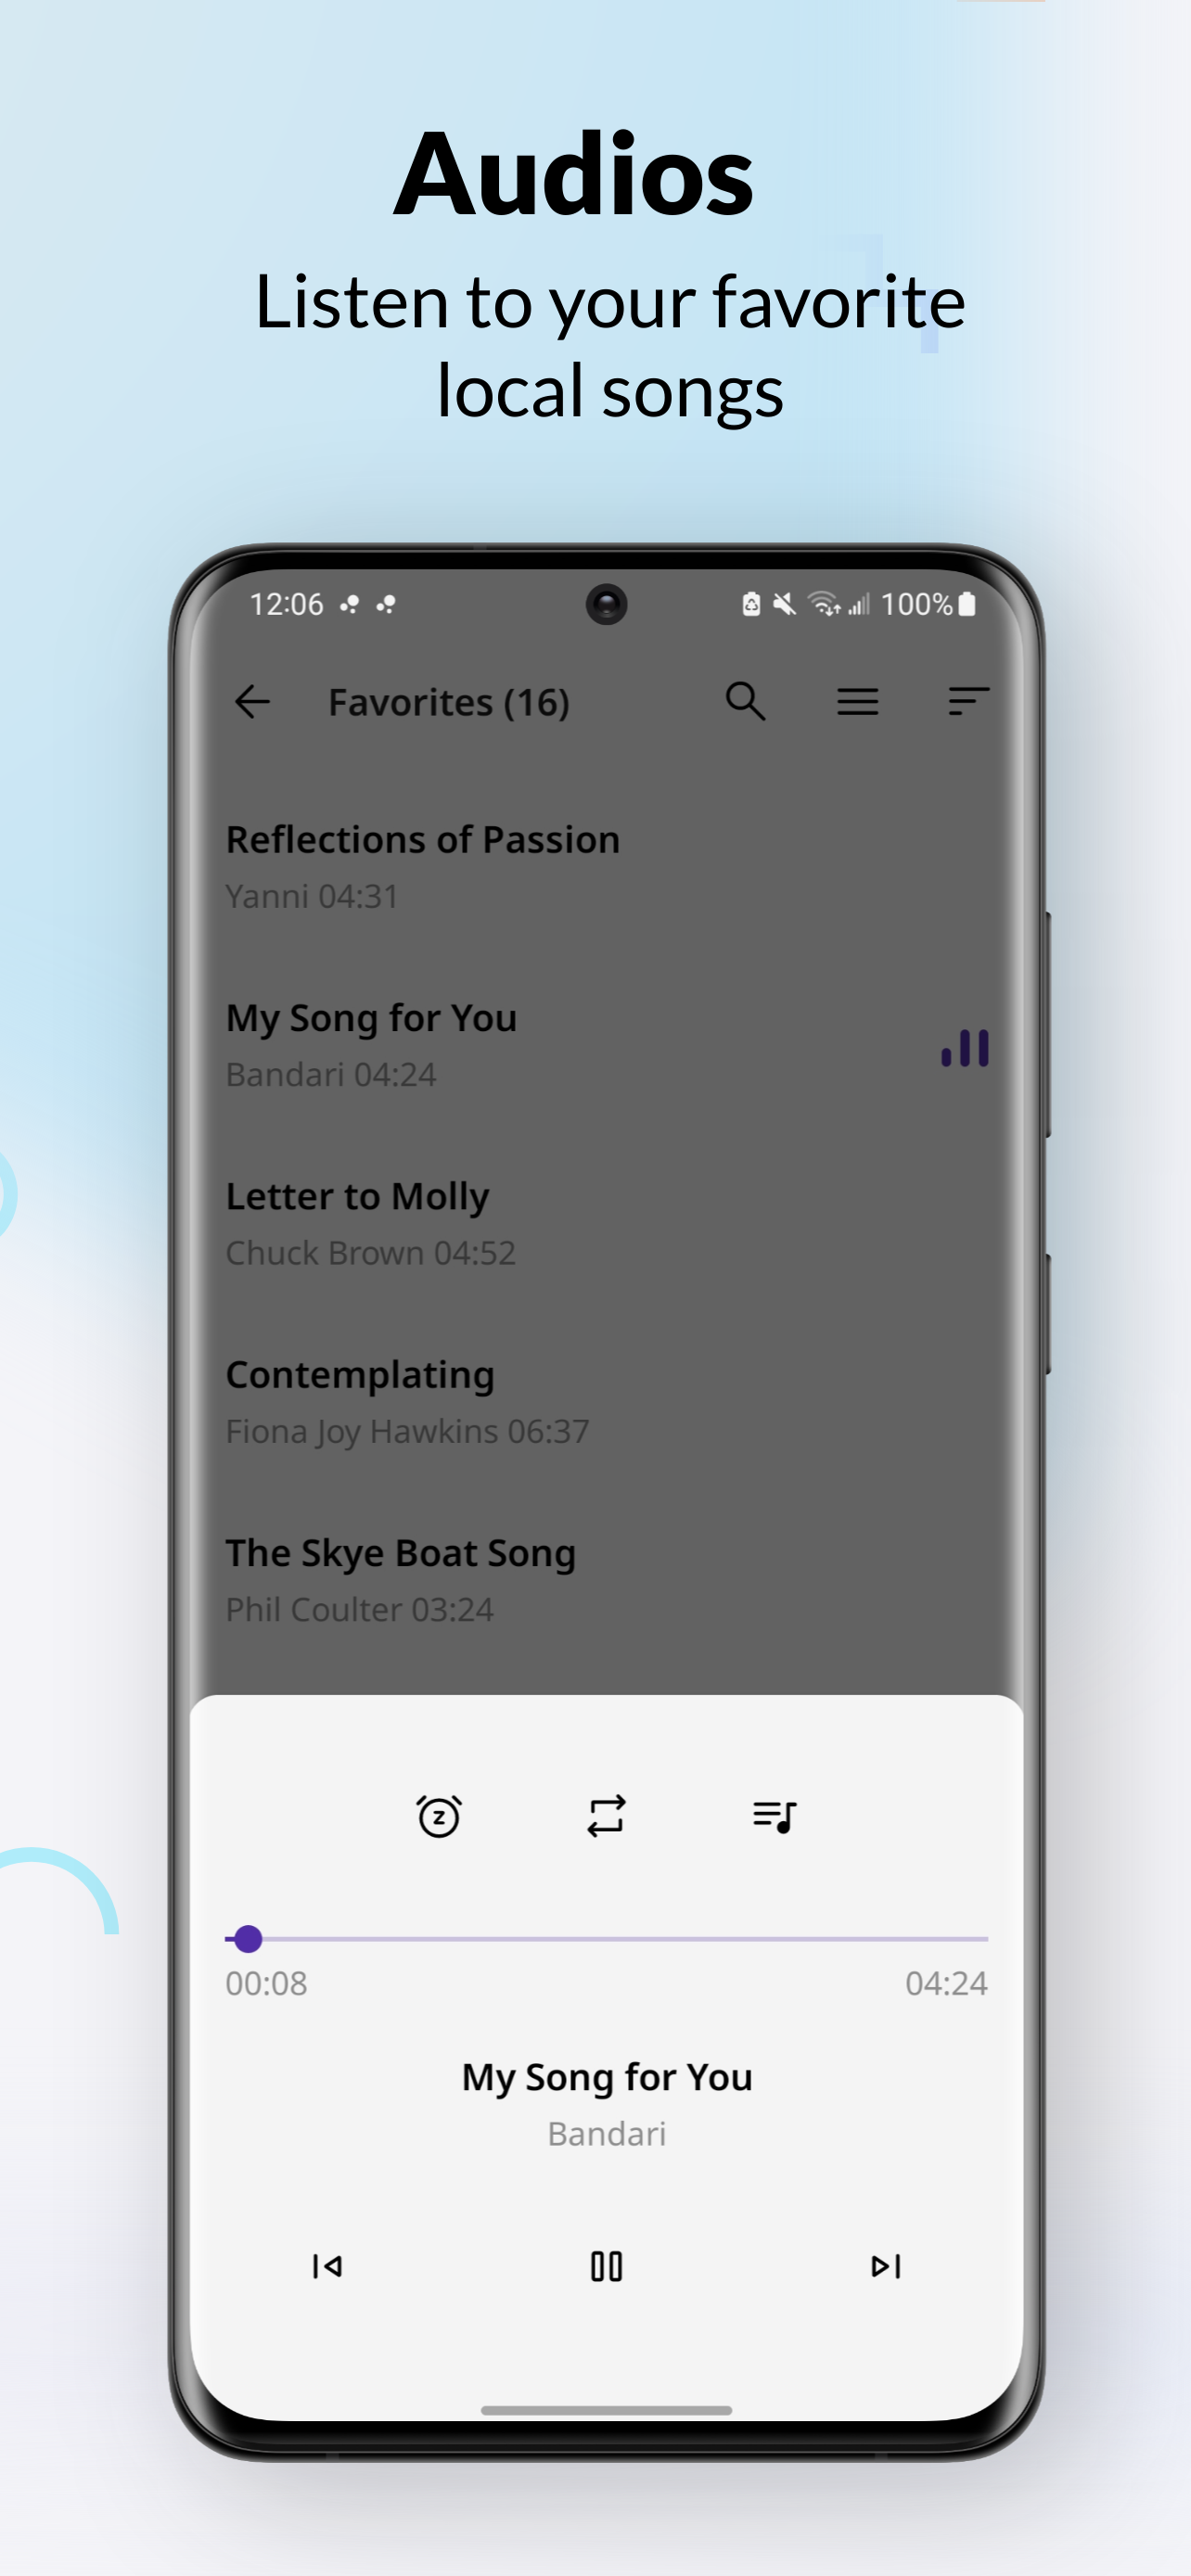 Audios
Listen to your favorite
local songs
12:06 100%
Favorites (16)
Reflections of Passion
Yanni 04:31
My Song for You
Bandari 04:24
Letter to Molly
Chuck Brown 04:52
Contemplating
Fiona Joy Hawkins 06:37
The Skye Boat Song
Phil Coulter 03:24
z
00:08 04:24
My Song for You
Bandari